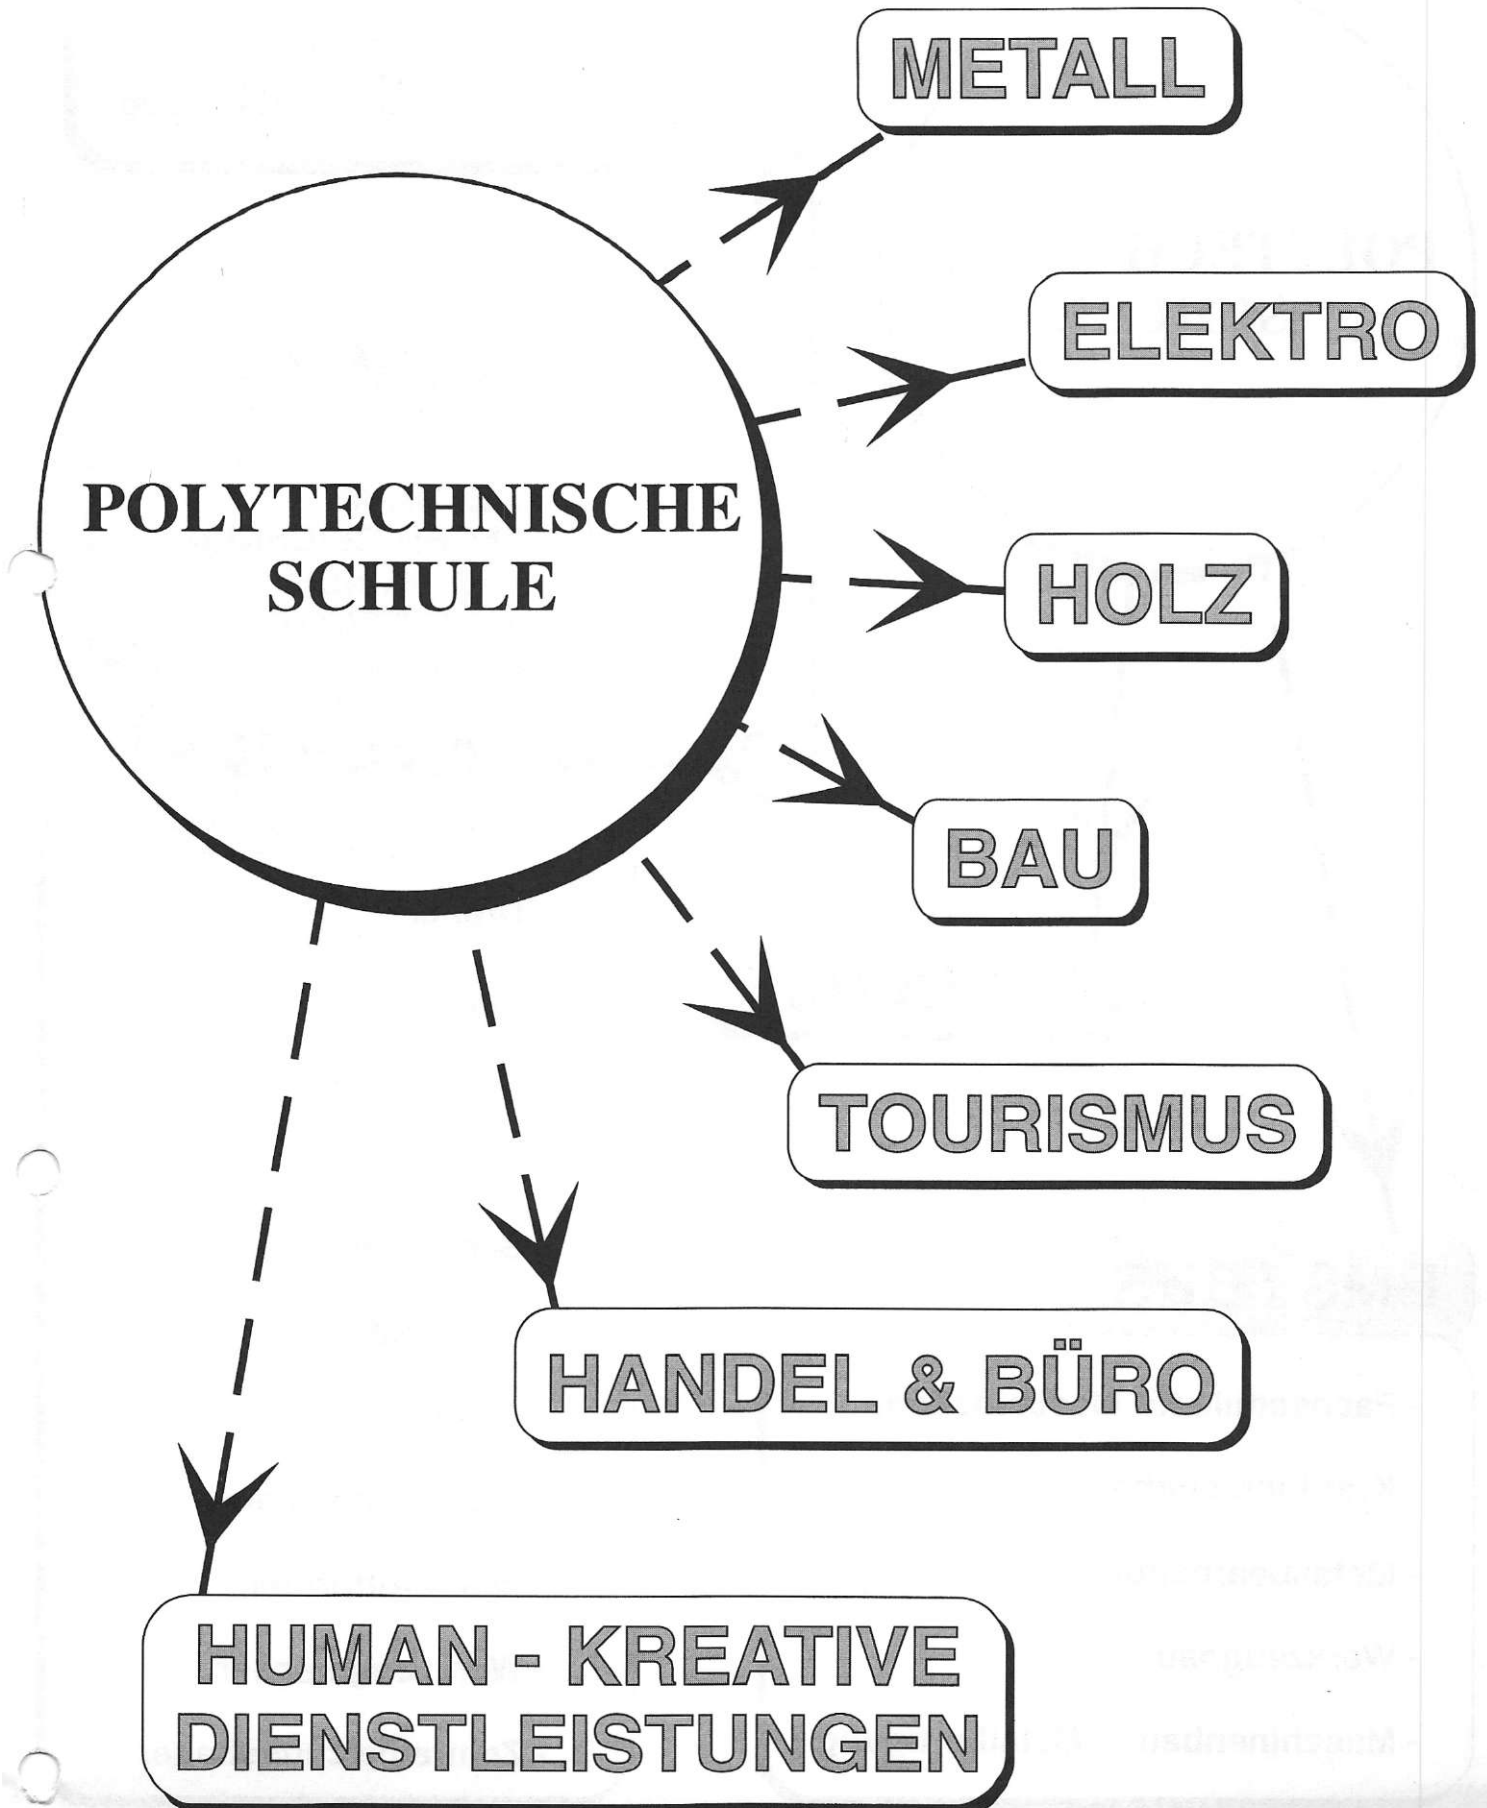 METALL
ELEKTRO
POLYTECHNISCHE
SCHULE
HOLZ
BAU
TOURISMUS
HANDEL & BÜRO
HUMAN - KREATIVE
DIENSTLEISTUNGEN